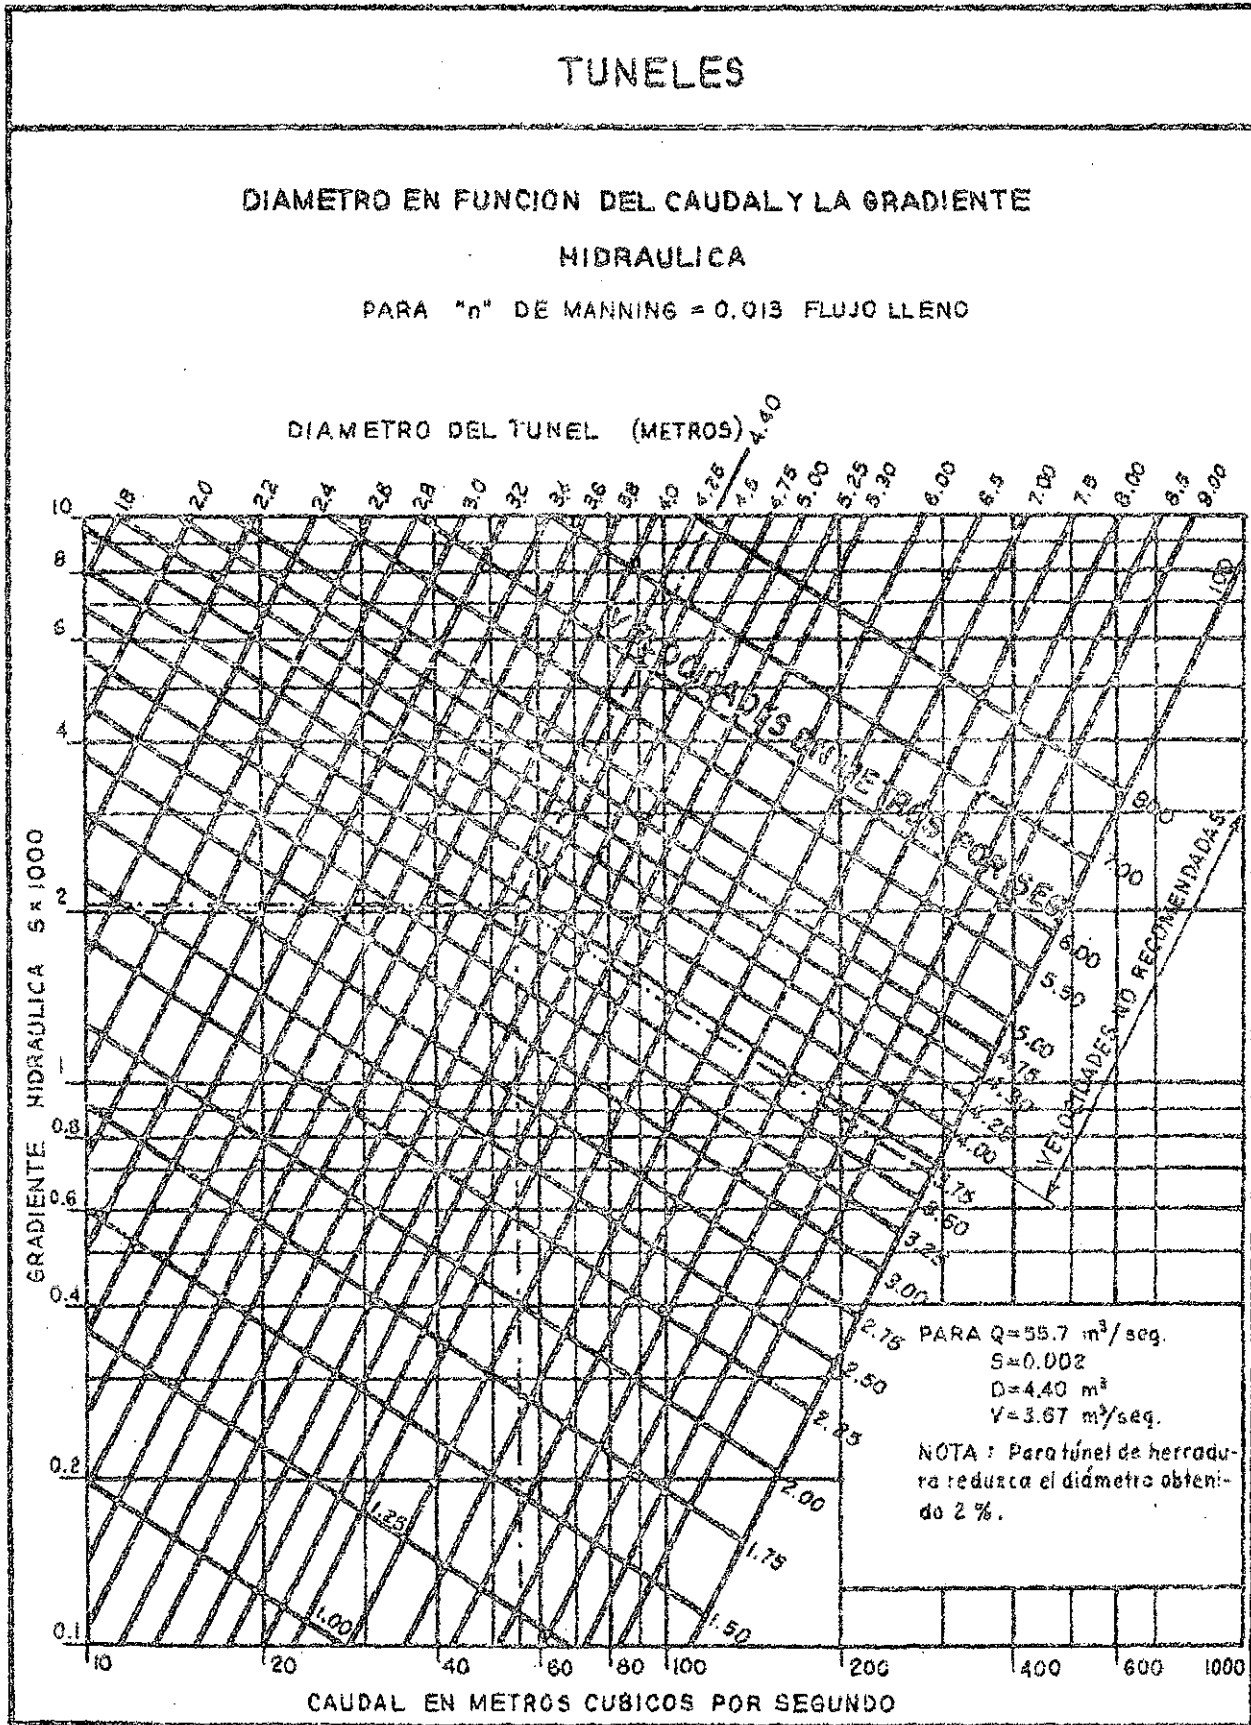 TUNELES
DIAMETRO EN FUNCION DEL CAUDAL Y LA GRADIENTE
HIDRAULICA
PARA "n" DE MANNING = 0.013 FLUJO LLENO
DIAMETRO DEL TUNEL (METROS) 4.40
1.8 2.0 2.2 2.4 2.6 2.8 3.0 3.2 3.4 3.6 3.8 4.0 4.25 4.5 4.75 5.00 5.25 5.30 6.00 6.5 7.00 7.5 8.00 8.5 9.00
10
8
6
4
2
1
0.8
0.6
0.4
0.2
0.1
GRADIENTE HIDRAULICA S x 1000
VELOCIDADES EN METROS POR SEG
VELOCIDADES NO RECOMENDADAS
100
8.00
7.00
6.00
5.50
5.00
4.75
4.50
4.25
4.00
3.75
3.60
3.25
3.00
2.75
2.50
2.25
2.00
1.75
1.50
1.25
1.00
PARA Q=55.7 m³/seg.
S=0.002
D=4.40 m³
V=3.67 m³/seg.
NOTA : Para túnel de herradu-
ra reduzca el diámetro obteni-
do 2 %.
10 20 40 60 80 100 200 400 600 1000
CAUDAL EN METROS CUBICOS POR SEGUNDO